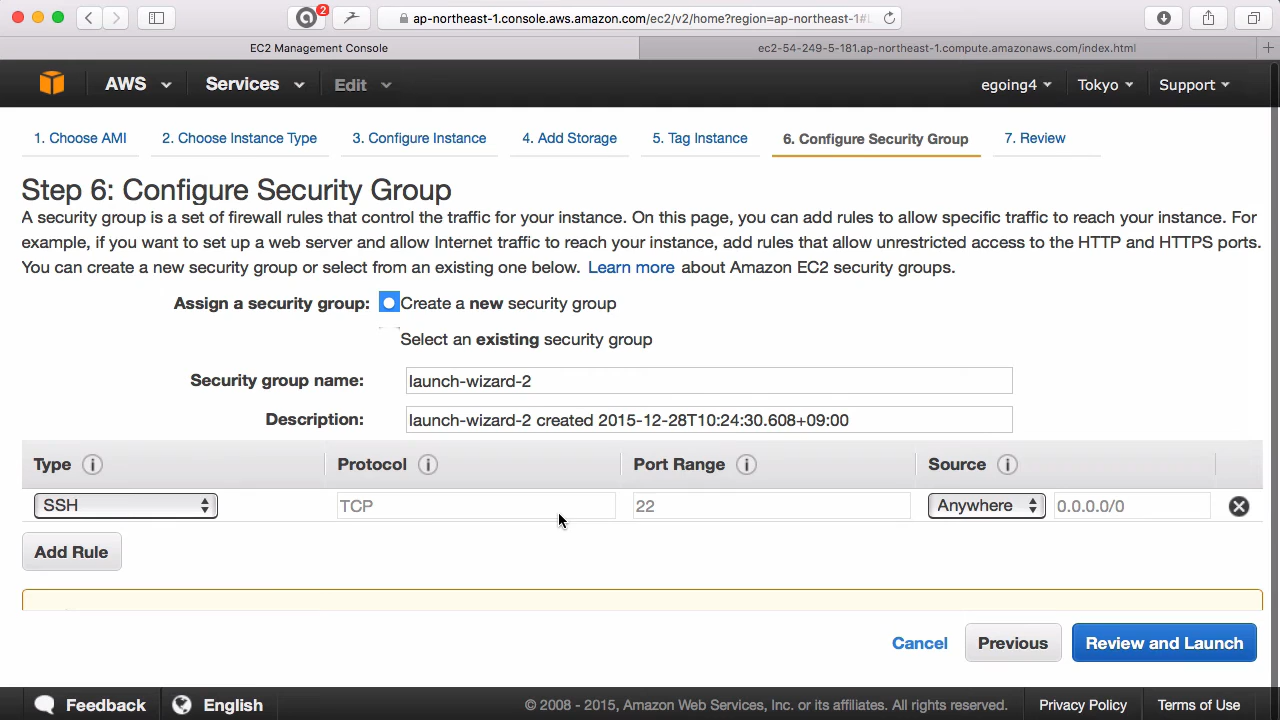 2
ap-northeast-1.console.aws.amazon.com/ec2/v2/home?region=ap-northeast-1#L
EC2 Management Console
ec2-54-249-5-181.ap-northeast-1.compute.amazonaws.com/index.html
AWS Services Edit egoing4 Tokyo Support
1. Choose AMI 2. Choose Instance Type 3. Configure Instance 4. Add Storage 5. Tag Instance 6. Configure Security Group 7. Review
Step 6: Configure Security Group
A security group is a set of firewall rules that control the traffic for your instance. On this page, you can add rules to allow specific traffic to reach your instance. For
example, if you want to set up a web server and allow Internet traffic to reach your instance, add rules that allow unrestricted access to the HTTP and HTTPS ports.
You can create a new security group or select from an existing one below. Learn more about Amazon EC2 security groups.
Assign a security group: Create a new security group
Select an existing security group
Security group name: launch-wizard-2
Description: launch-wizard-2 created 2015-12-28T10:24:30.608+09:00
Type i Protocol i Port Range i Source i
SSH TCP 22 Anywhere 0.0.0.0/0
Add Rule
Cancel Previous Review and Launch
Feedback English © 2008 - 2015, Amazon Web Services, Inc. or its affiliates. All rights reserved. Privacy Policy Terms of Use